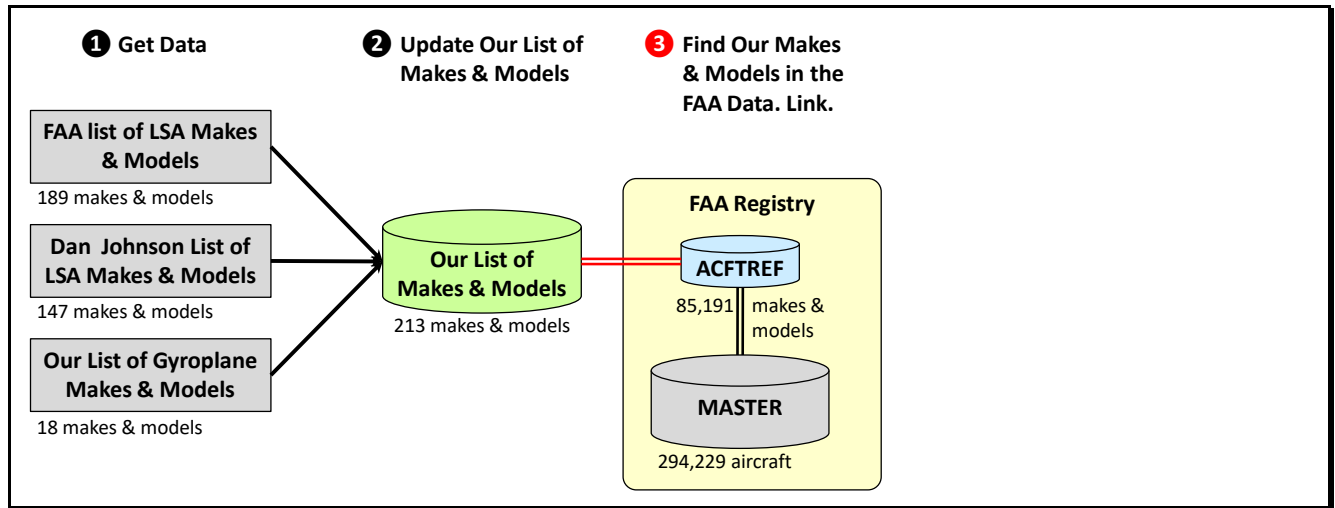 ❶ Get Data
❷ Update Our List of
Makes & Models
❸ Find Our Makes
& Models in the
FAA Data. Link.
FAA list of LSA Makes
& Models
189 makes & models
Dan Johnson List of
LSA Makes & Models
147 makes & models
Our List of Gyroplane
Makes & Models
18 makes & models
Our List of
Makes & Models
213 makes & models
FAA Registry
ACFTREF
85,191 makes &
models
MASTER
294,229 aircraft